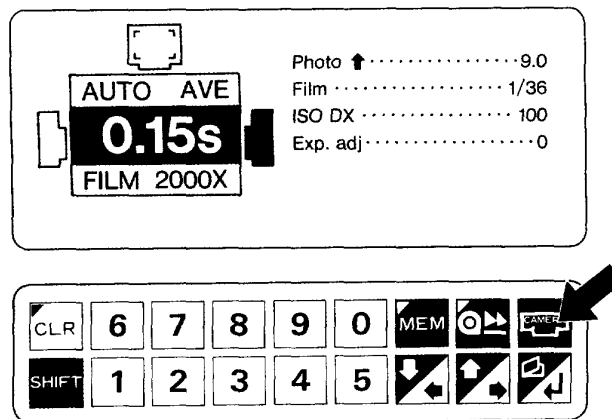 AUTO AVE
0.15s
FILM 2000X
Photo ⬆ 9.0
Film 1/36
ISO DX 100
Exp. adj 0
CLR 6 7 8 9 0 MEM CAMER
SHIFT 1 2 3 4 5